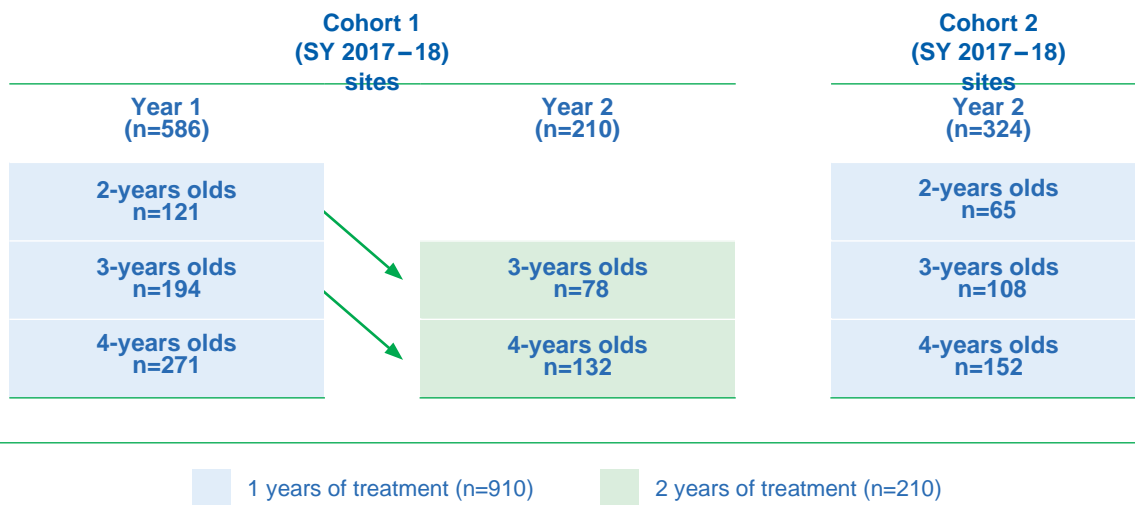 Cohort 1
(SY 2017–18)
sites
Cohort 2
(SY 2017–18)
sites
Year 1
(n=586)
Year 2
(n=210)
Year 2
(n=324)
2-years olds
n=121
2-years olds
n=65
3-years olds
n=194
3-years olds
n=78
3-years olds
n=108
4-years olds
n=271
4-years olds
n=132
4-years olds
n=152
1 years of treatment (n=910)
2 years of treatment (n=210)